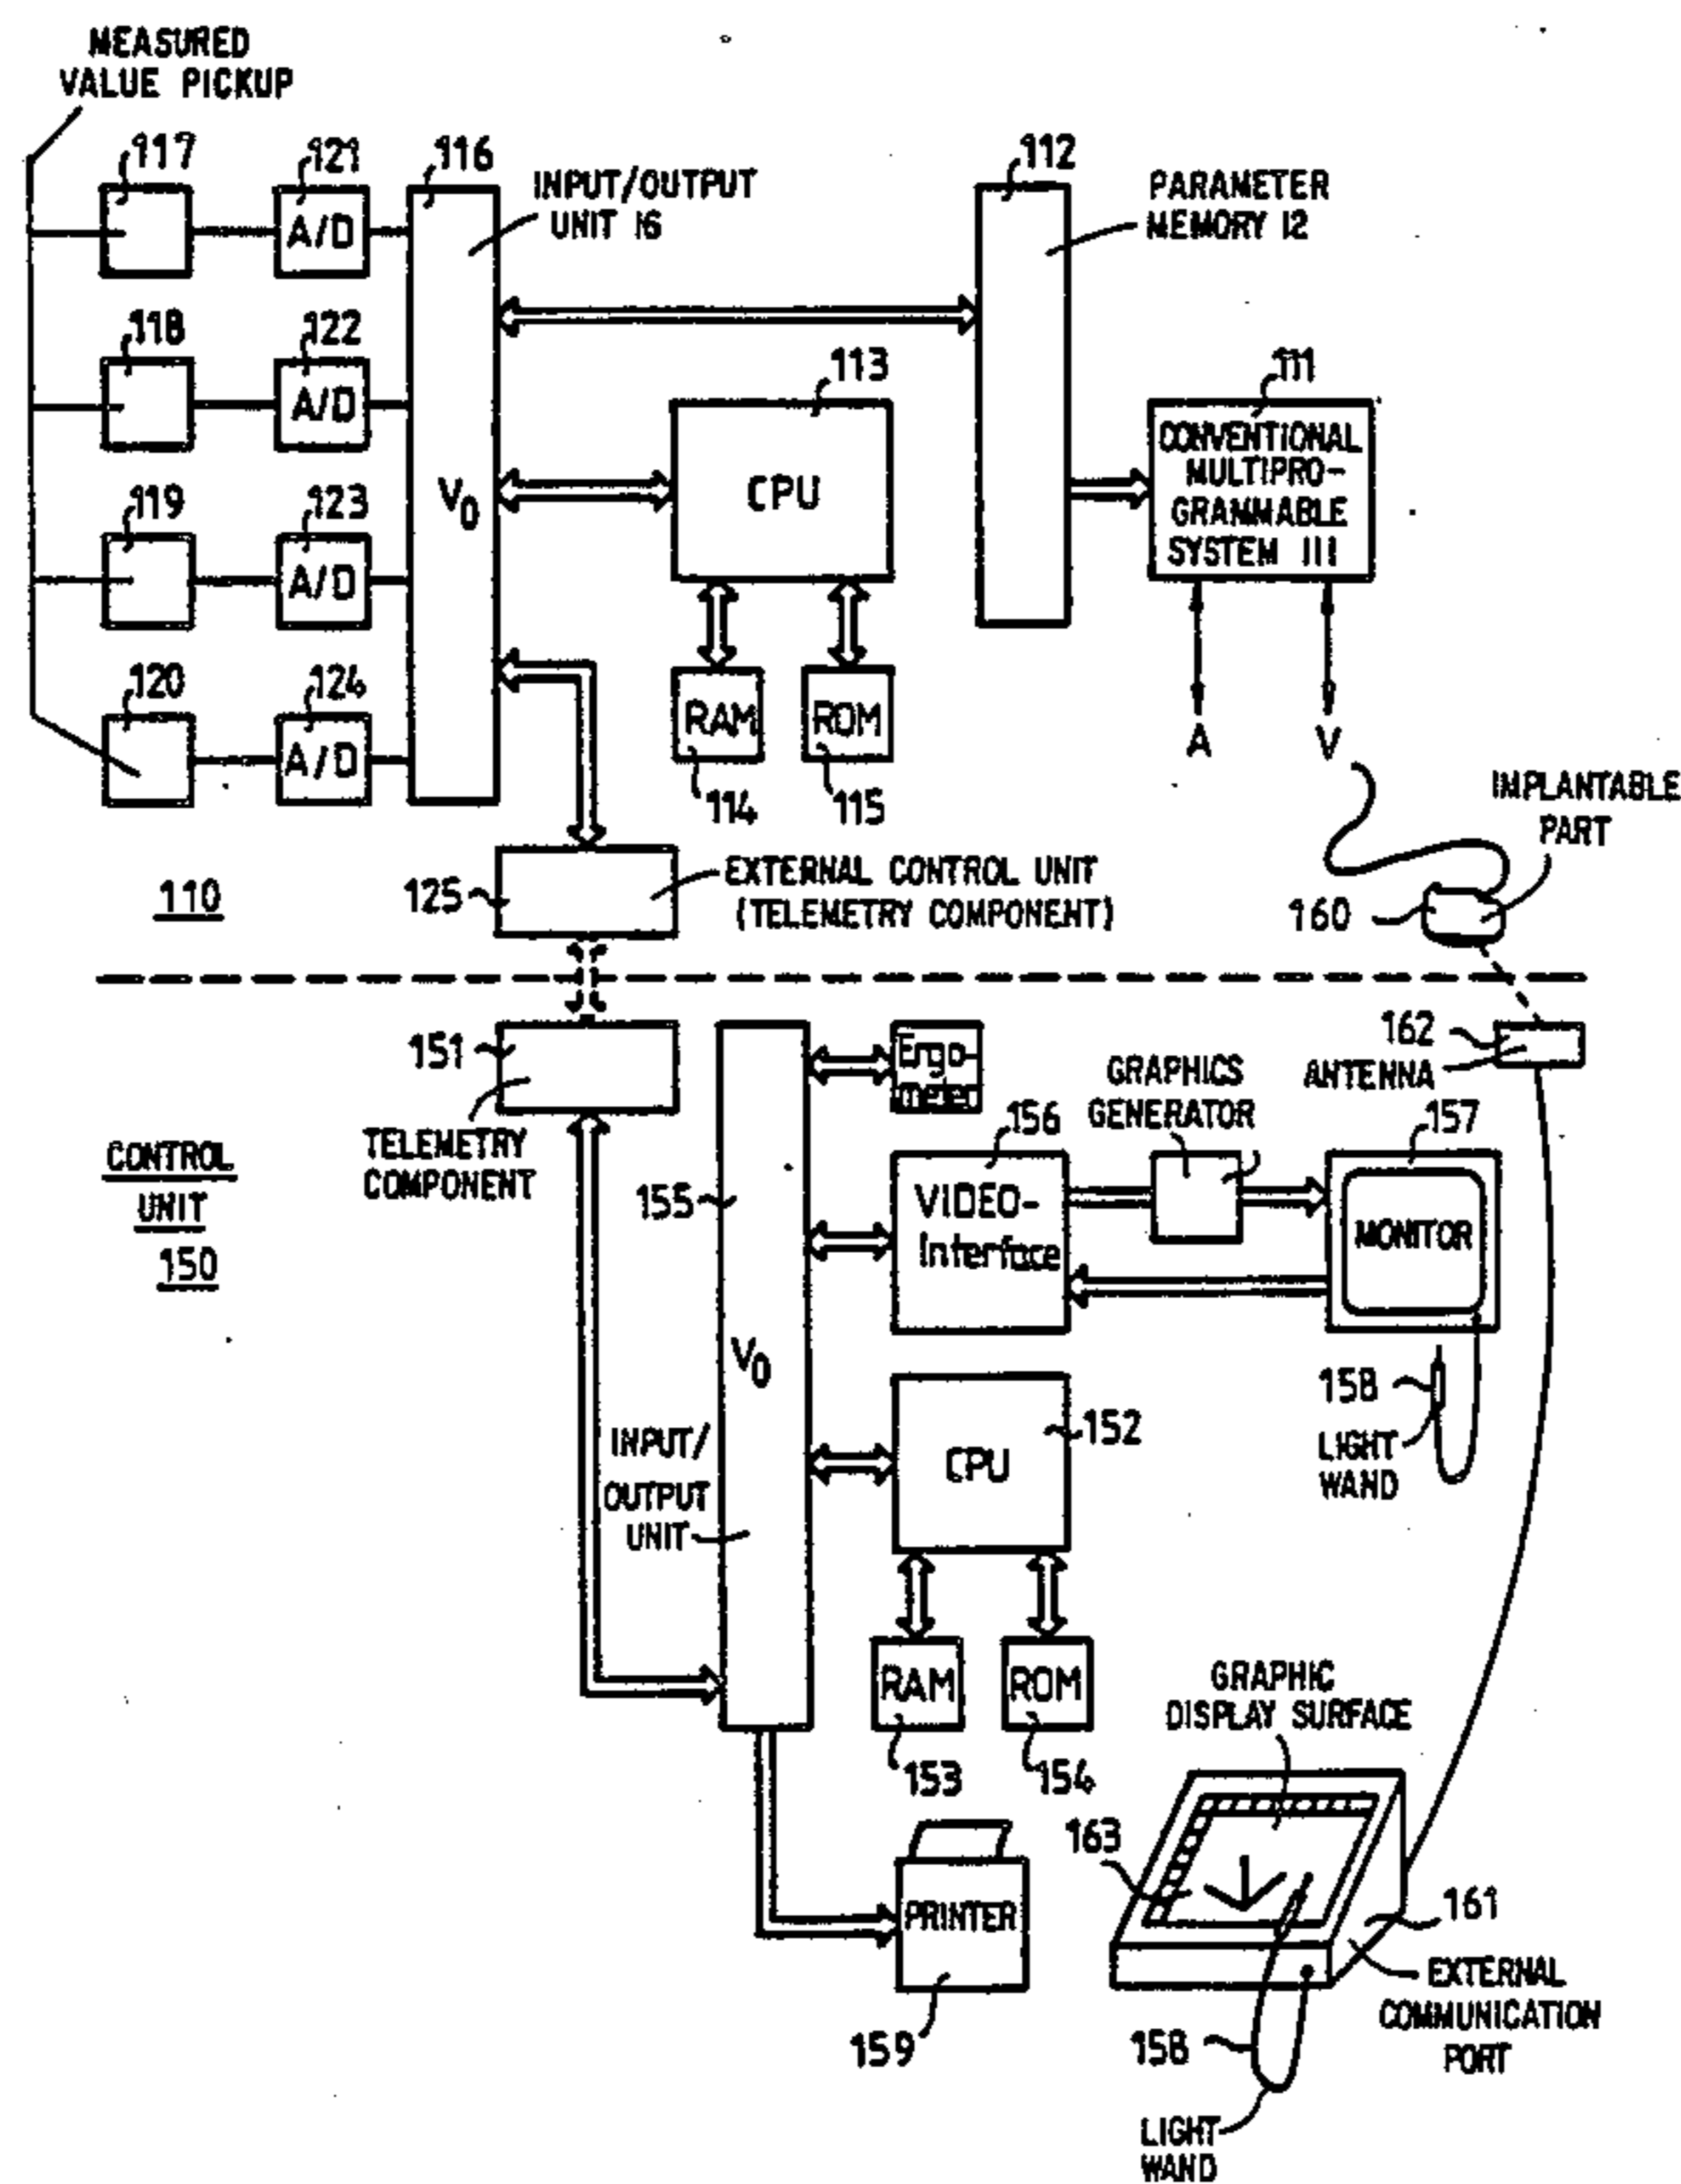 MEASURED
VALUE PICKUP
117
121
116
INPUT/OUTPUT
UNIT 16
112
PARAMETER
MEMORY 12
A/D
118
122
A/D
113
CPU
111
CONVENTIONAL
MULTIPRO-
GRAMMABLE
SYSTEM 111
119
123
A/D
V0
120
124
A/D
RAM
ROM
114
115
A
V
IMPLANTABLE
PART
160
110
125
EXTERNAL CONTROL UNIT
(TELEMETRY COMPONENT)
151
TELEMETRY
COMPONENT
Ergo-
meter
162
ANTENNA
CONTROL
UNIT
150
155
156
VIDEO-
Interface
GRAPHICS
GENERATOR
157
MONITOR
V0
INPUT/
OUTPUT
UNIT
152
CPU
158
LIGHT
WAND
RAM
ROM
153
154
GRAPHIC
DISPLAY SURFACE
163
PRINTER
159
161
EXTERNAL
COMMUNICATION
PORT
158
LIGHT
WAND